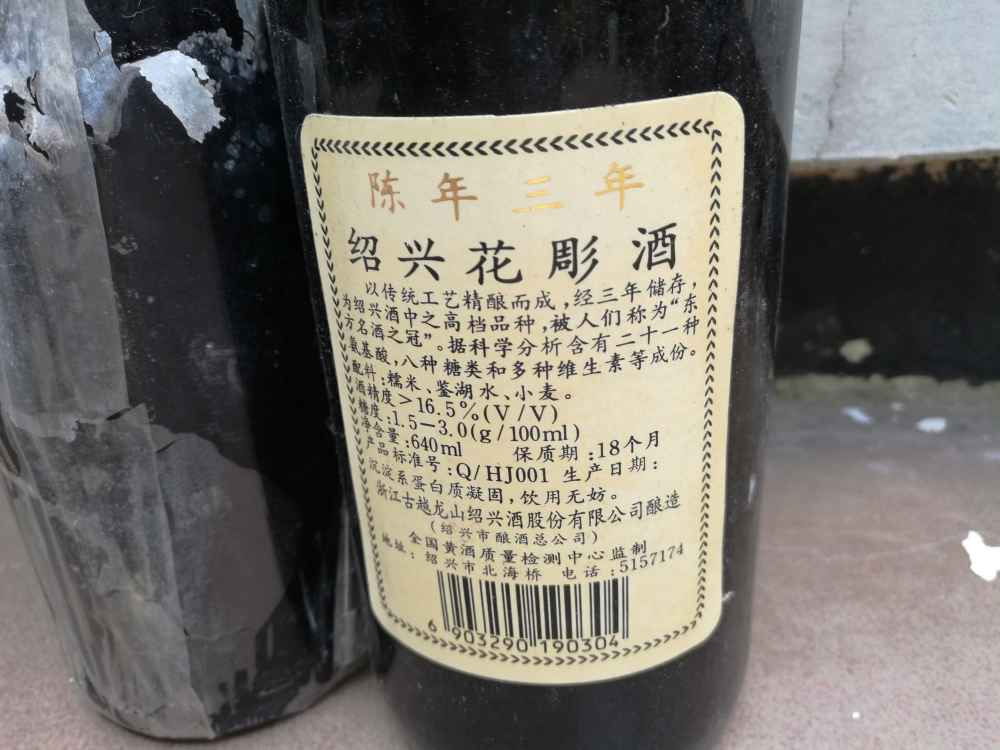 陈年三年
绍兴花彫酒
以传统工艺精酿而成,经三年储存,
为绍兴酒中之高档品种,被人们称为“东
方名酒之冠”。据科学分析含有二十一种
氨基酸,八种糖类和多种维生素等成份。
配料:糯米、鉴湖水、小麦。
酒精度>16.5%(V/V)
糖度:1.5-3.0(g/100ml)
净含量:640ml 保质期:18个月
产品标准号:Q/HJ001 生产日期:
沉淀系蛋白质凝固,饮用无妨。
浙江古越龙山绍兴酒股份有限公司酿造
(绍兴市酿酒总公司)
全国黄酒质量检测中心监制
地址:绍兴市北海桥 电话:5157174
6 903290 190304